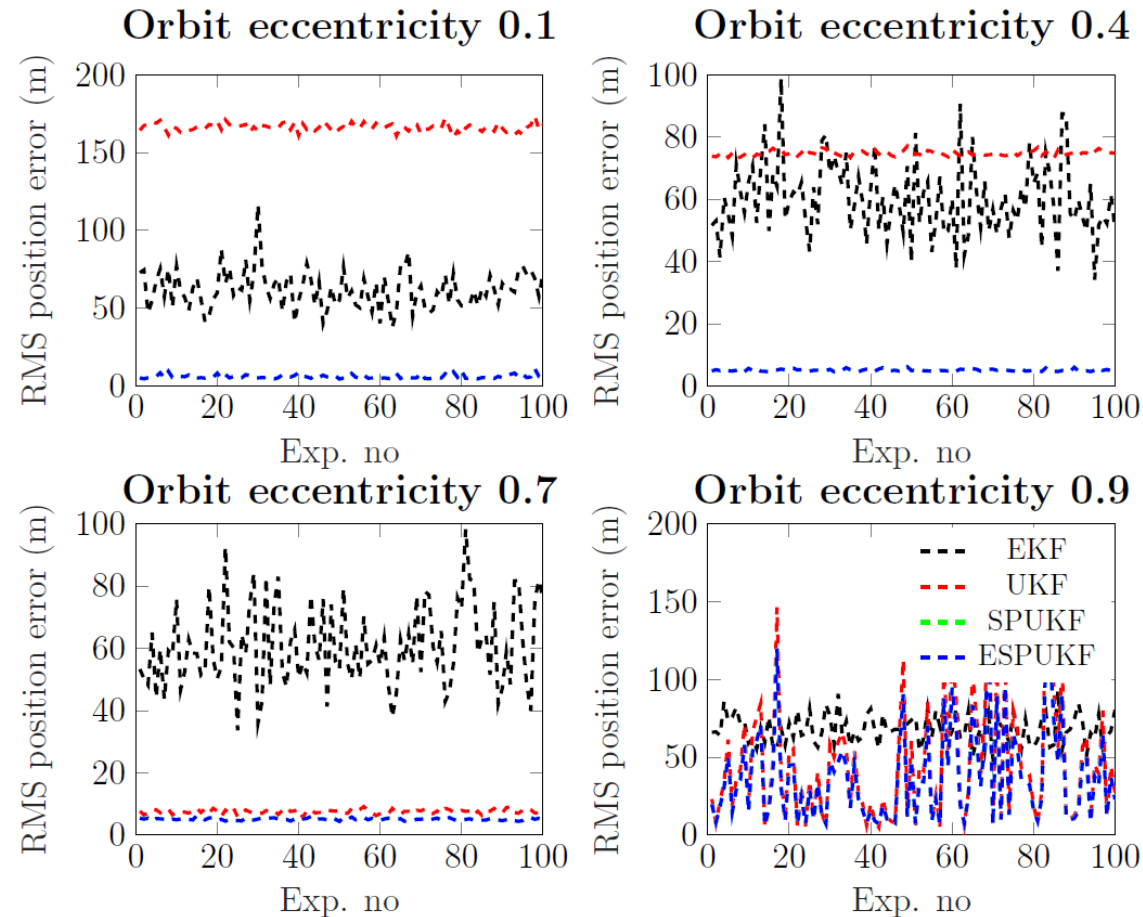 Orbit eccentricity 0.1
RMS position error (m)
200
150
100
50
0
0 20 40 60 80 100
Exp. no
Orbit eccentricity 0.4
RMS position error (m)
100
80
60
40
20
0
0 20 40 60 80 100
Exp. no
Orbit eccentricity 0.7
RMS position error (m)
100
80
60
40
20
0
0 20 40 60 80 100
Exp. no
Orbit eccentricity 0.9
RMS position error (m)
200
150
100
50
0
EKF
UKF
SPUKF
ESPUKF
0 20 40 60 80 100
Exp. no